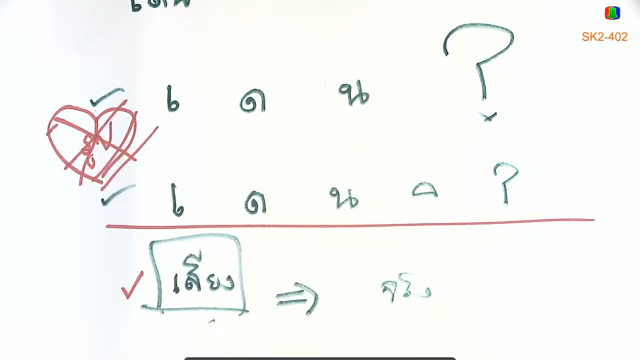 SK2-402
เ ด น ?
เ ด น ?
เสียง ⇒ จริง